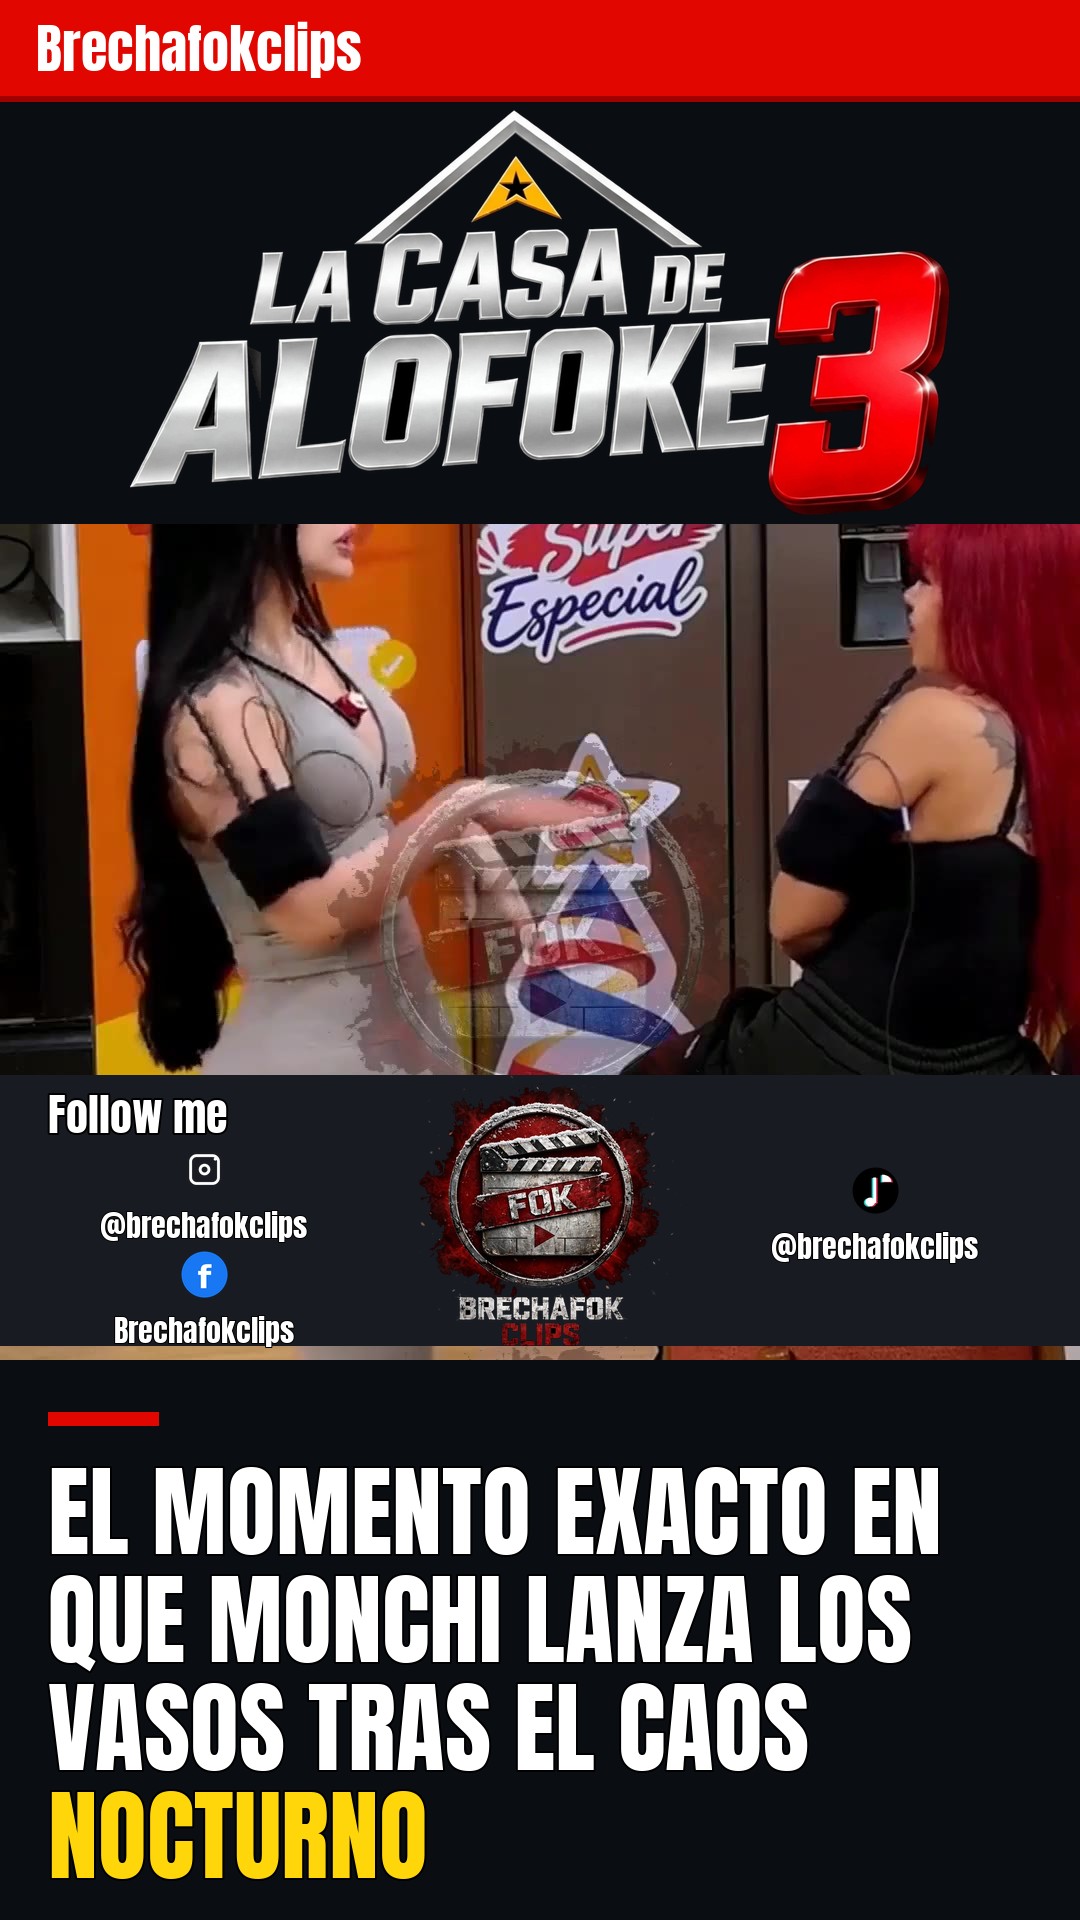 Brechafokclips
LA CASA DE
ALOFOKE 3
Super
Especial
FOK
Follow me
@brechafokclips
Brechafokclips
FOK
BRECHAFOK
CLIPS
@brechafokclips
EL MOMENTO EXACTO EN
QUE MONCHI LANZA LOS
VASOS TRAS EL CAOS
NOCTURNO